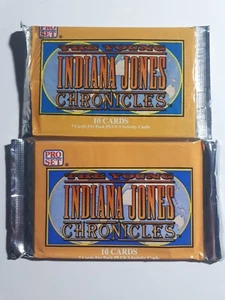 PRO
SET
THE YOUNG
INDIANA JONES
CHRONICLES
10 CARDS
PRO
SET
THE YOUNG
INDIANA JONES
CHRONICLES
10 CARDS